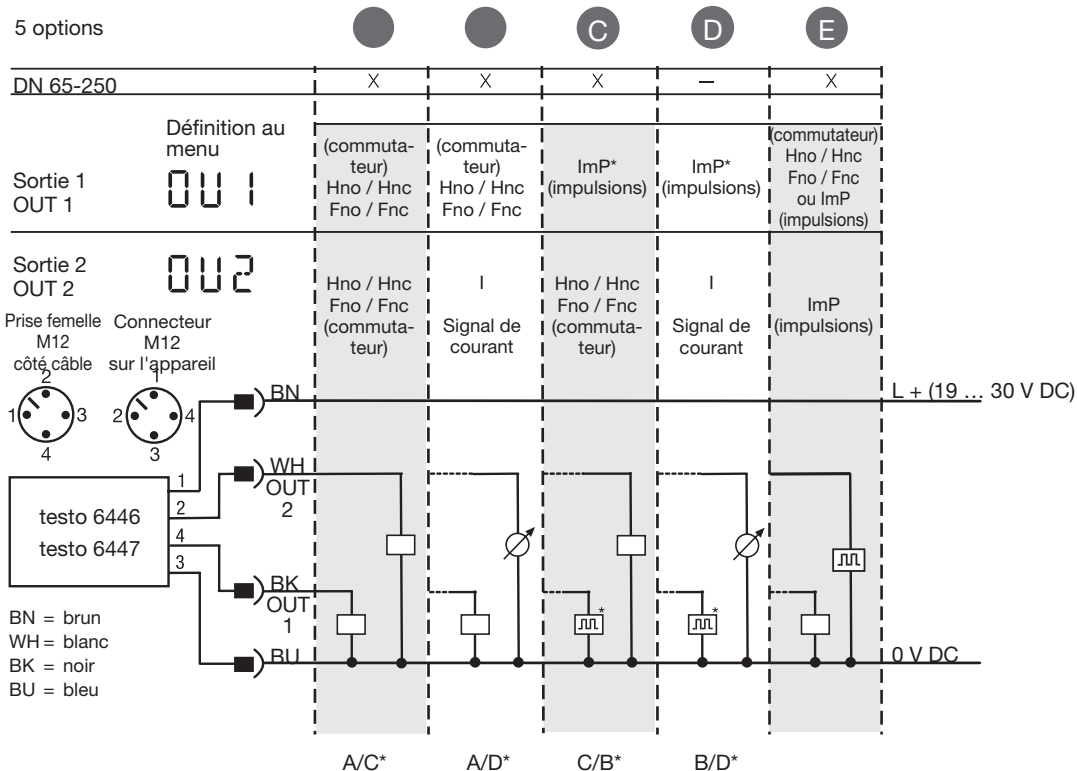 5 options
C
D
E
DN 65-250
X
X
X
–
X
Définition au
menu
Sortie 1
OUT 1
OU1
(commuta-
teur)
Hno / Hnc
Fno / Fnc
(commuta-
teur)
Hno / Hnc
Fno / Fnc
ImP*
(impulsions)
ImP*
(impulsions)
(commutateur)
Hno / Hnc
Fno / Fnc
ou ImP
(impulsions)
Sortie 2
OUT 2
OU2
Hno / Hnc
Fno / Fnc
(commuta-
teur)
I
Signal de
courant
Hno / Hnc
Fno / Fnc
(commuta-
teur)
I
Signal de
courant
ImP
(impulsions)
Prise femelle
M12
côté câble
2
1
3
4
Connecteur
M12
sur l'appareil
1
2
4
3
BN
L + (19 … 30 V DC)
WH
OUT
2
testo 6446
testo 6447
1
2
4
3
BK
OUT
1
*
*
BU
0 V DC
BN = brun
WH = blanc
BK = noir
BU = bleu
A/C*
A/D*
C/B*
B/D*